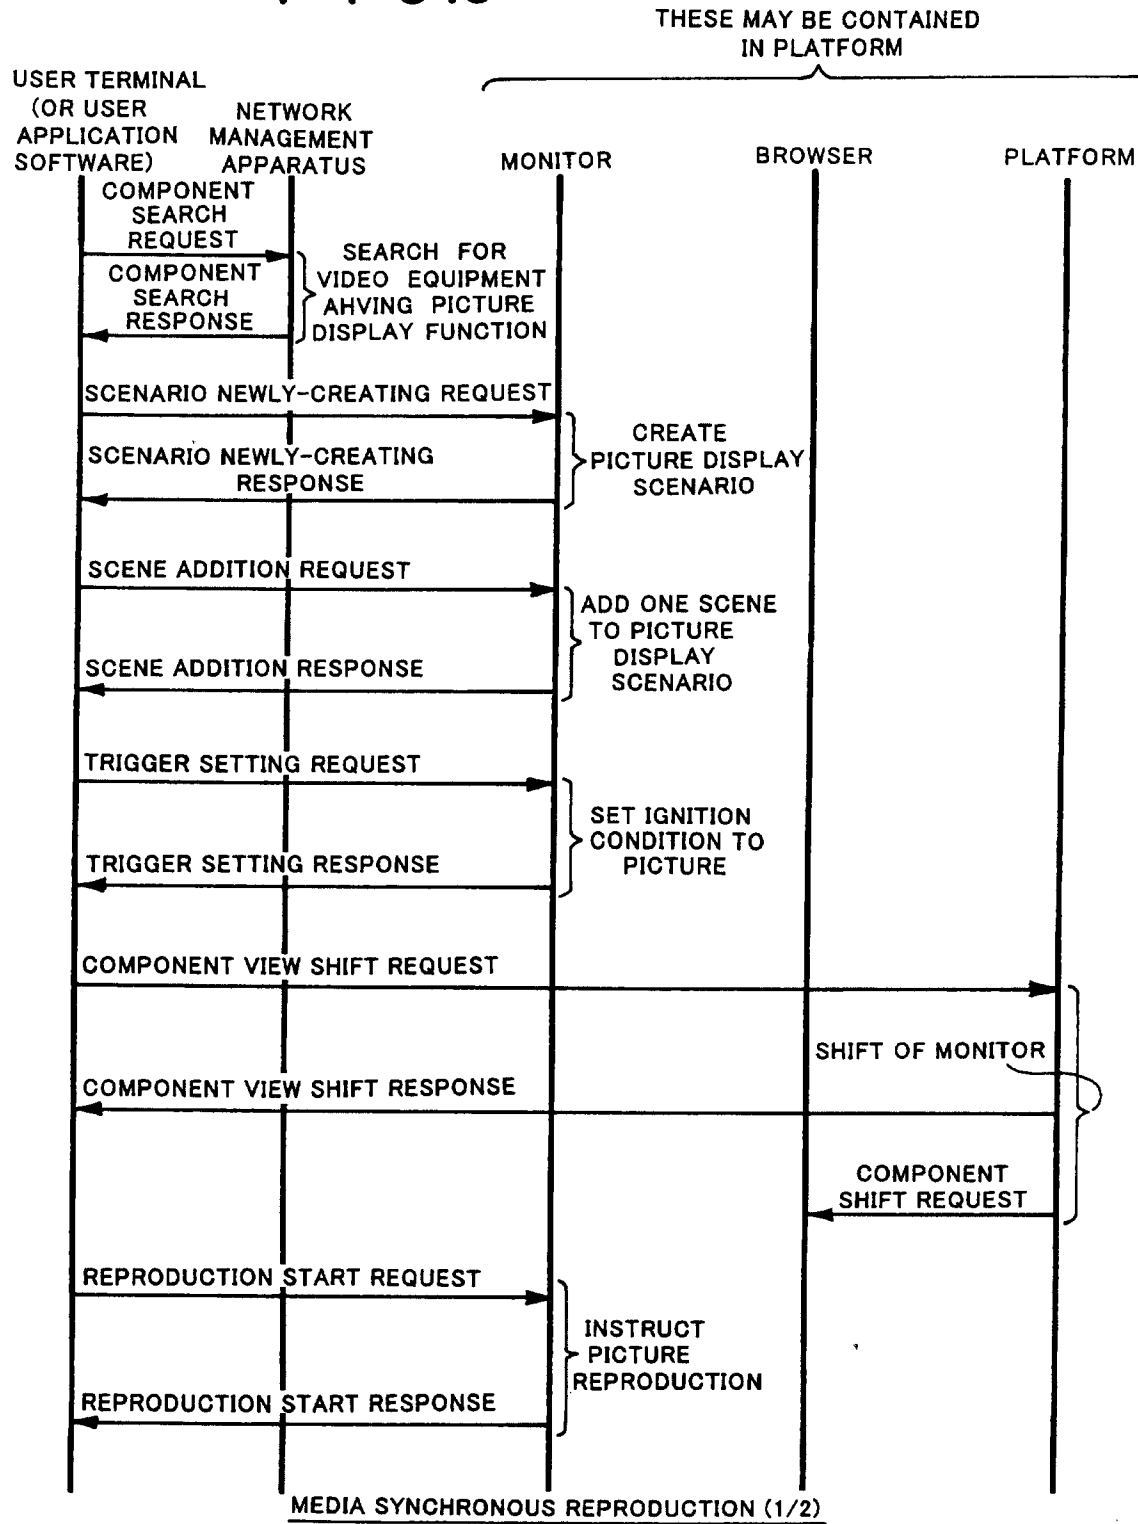 THESE MAY BE CONTAINED
IN PLATFORM
USER TERMINAL
(OR USER
APPLICATION
SOFTWARE)
NETWORK
MANAGEMENT
APPARATUS
MONITOR
BROWSER
PLATFORM
COMPONENT
SEARCH
REQUEST
COMPONENT
SEARCH
RESPONSE
SEARCH FOR
VIDEO EQUIPMENT
AHVING PICTURE
DISPLAY FUNCTION
SCENARIO NEWLY-CREATING REQUEST
SCENARIO NEWLY-CREATING
RESPONSE
CREATE
PICTURE DISPLAY
SCENARIO
SCENE ADDITION REQUEST
SCENE ADDITION RESPONSE
ADD ONE SCENE
TO PICTURE
DISPLAY
SCENARIO
TRIGGER SETTING REQUEST
TRIGGER SETTING RESPONSE
SET IGNITION
CONDITION TO
PICTURE
COMPONENT VIEW SHIFT REQUEST
SHIFT OF MONITOR
COMPONENT VIEW SHIFT RESPONSE
COMPONENT
SHIFT REQUEST
REPRODUCTION START REQUEST
REPRODUCTION START RESPONSE
INSTRUCT
PICTURE
REPRODUCTION
MEDIA SYNCHRONOUS REPRODUCTION (1/2)